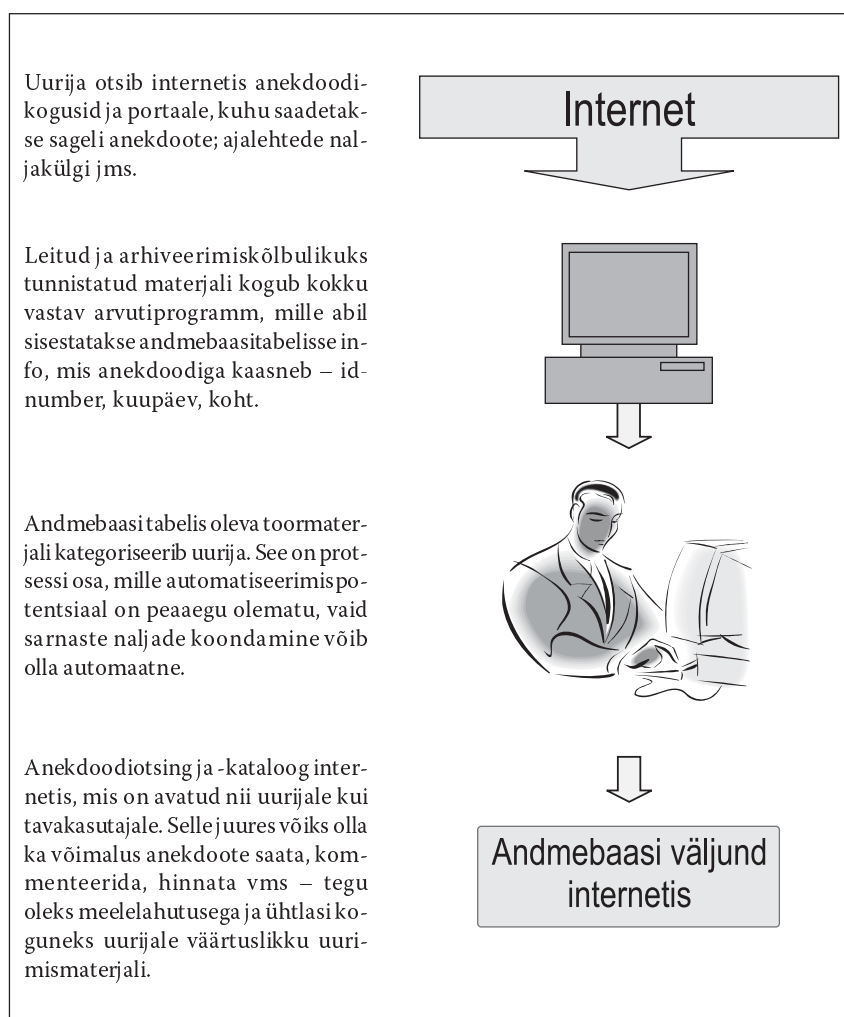 Uurija otsib internetis anekdoodi-
kogusid ja portaale, kuhu saadetak-
se sageli anekdoote; ajalehtede nal-
jakülgi jms.
Internet
Leitud ja arhiveerimiskõlbulikuks
tunnistatud materjali kogub kokku
vastav arvutiprogramm, mille abil
sisestatakse andmebaasitabelisse in-
fo, mis anekdoodiga kaasneb – id-
number, kuupäev, koht.
Andmebaasi tabelis oleva toormater-
jali kategoriseerib uurija. See on prot-
sessi osa, mille automatiseerimispo-
tentsiaal on peaaegu olematu, vaid
sarnaste naljade koondamine võib
olla automaatne.
Anekdoodiotsing ja -kataloog inter-
netis, mis on avatud nii uurijale kui
tavakasutajale. Selle juures võiks olla
ka võimalus anekdoote saata, kom-
menteerida, hinnata vms – tegu
oleks meelelahutusega ja ühtlasi ko-
guneks uurijale väärtuslikku uuri-
mismaterjali.
Andmebaasi väljund
internetis